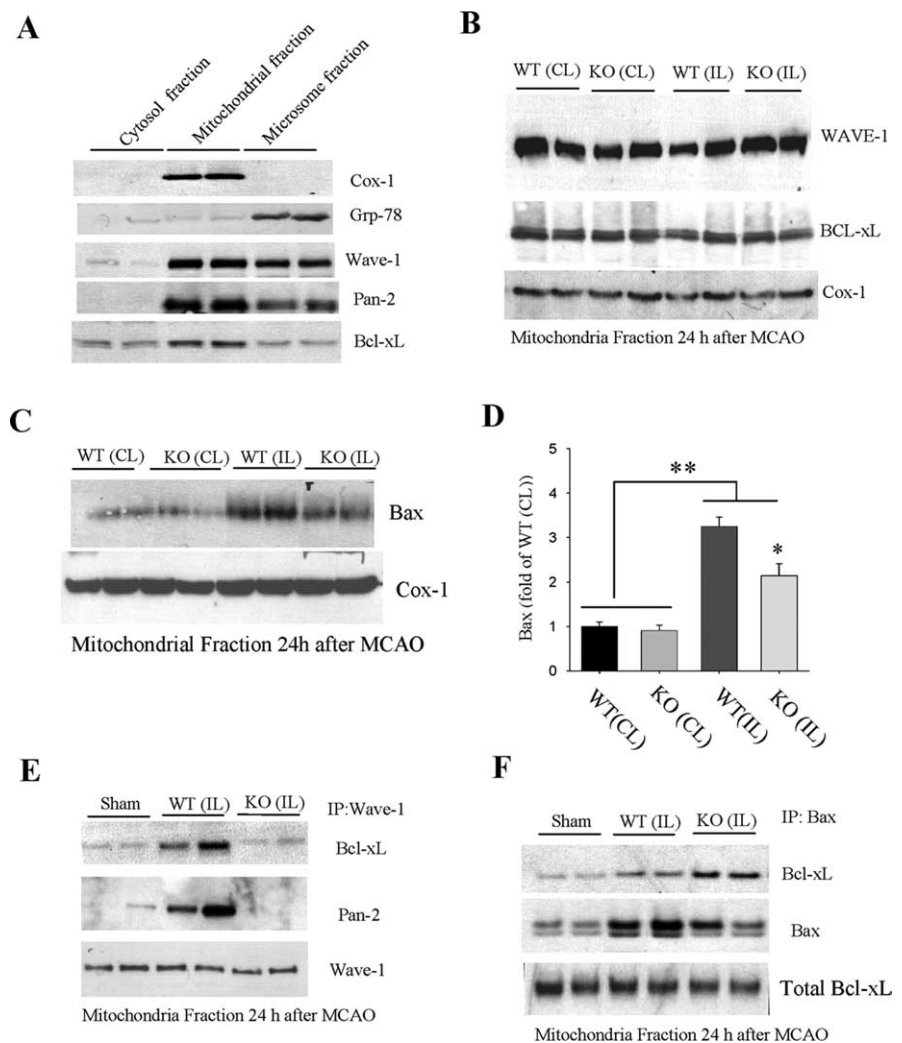 A
Cytosol fraction
Mitochondrial fraction
Microsome fraction
Cox-1
Grp-78
Wave-1
Pan-2
Bcl-xL
B
WT (CL) KO (CL) WT (IL) KO (IL)
WAVE-1
BCL-xL
Cox-1
Mitochondria Fraction 24 h after MCAO
C
WT (CL) KO (CL) WT (IL) KO (IL)
Bax
Cox-1
Mitochondrial Fraction 24h after MCAO
D
Bax (fold of WT (CL))
5
4
3
2
1
0
**
*
WT(CL)
KO (CL)
WT(IL)
KO (IL)
E
Sham WT (IL) KO (IL) IP:Wave-1
Bcl-xL
Pan-2
Wave-1
Mitochondria Fraction 24 h after MCAO
F
Sham WT (IL) KO (IL) IP: Bax
Bcl-xL
Bax
Total Bcl-xL
Mitochondria Fraction 24 h after MCAO